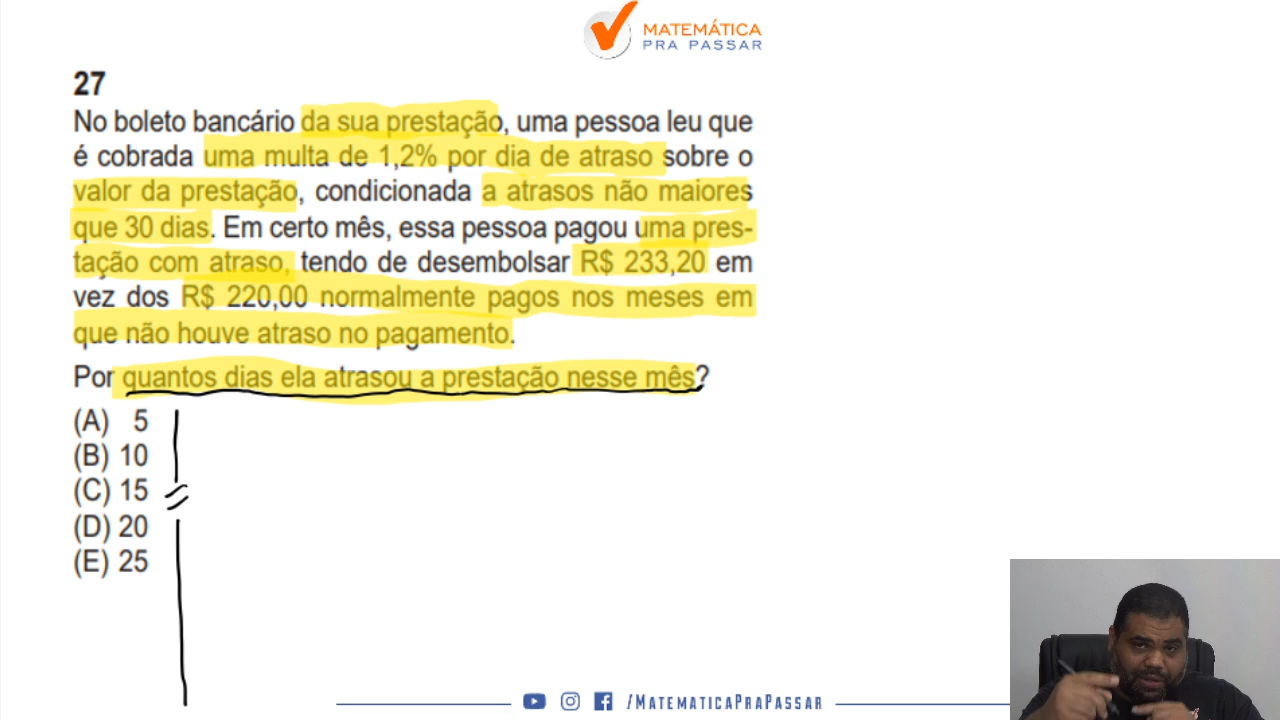 MATEMÁTICA
PRA PASSAR
27
No boleto bancário da sua prestação, uma pessoa leu que
é cobrada uma multa de 1,2% por dia de atraso sobre o
valor da prestação, condicionada a atrasos não maiores
que 30 dias. Em certo mês, essa pessoa pagou uma pres-
tação com atraso, tendo de desembolsar R$ 233,20 em
vez dos R$ 220,00 normalmente pagos nos meses em
que não houve atraso no pagamento.
Por quantos dias ela atrasou a prestação nesse mês?
(A) 5
(B) 10
(C) 15
(D) 20
(E) 25
/MATEMATICAPRAPASSAR